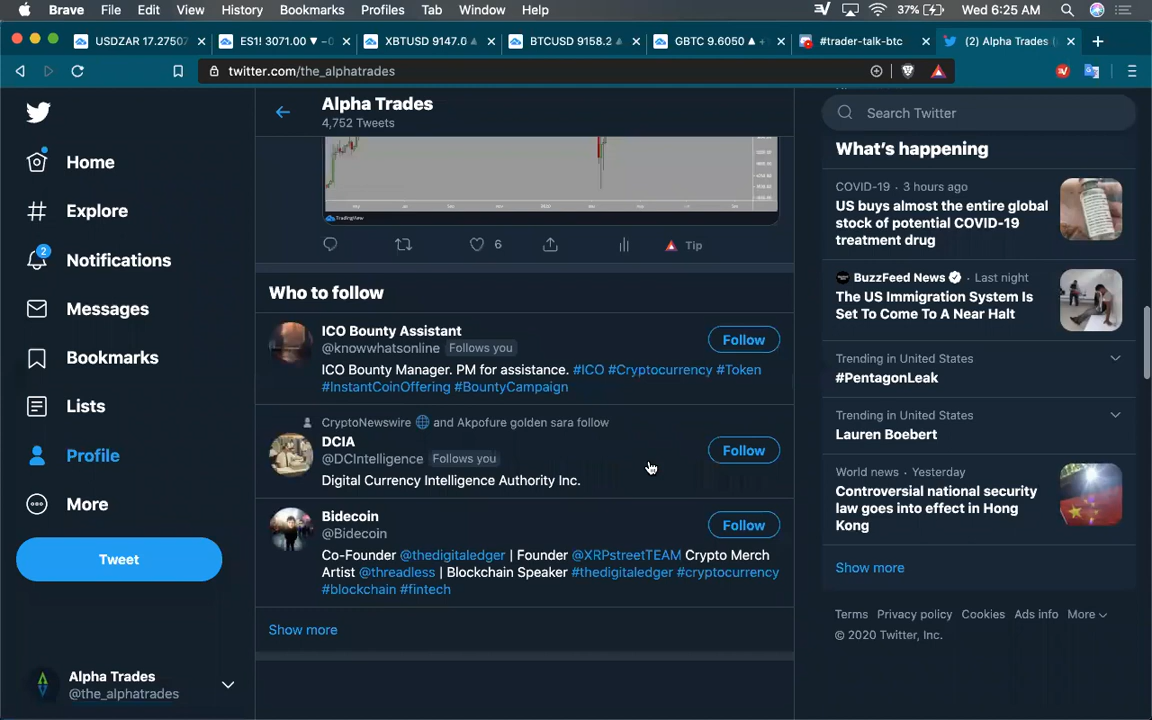 Brave File Edit View History Bookmarks Profiles Tab Window Help 37% Wed 6:25 AM
USDZAR 17.27507 ES1! 3071.00 XBTUSD 9147.0 BTCUSD 9158.2 GBTC 9.6050 #trader-talk-btc (2) Alpha Trades
twitter.com/the_alphatrades
Alpha Trades
4,752 Tweets
Home
Explore
2
Notifications
Messages
Bookmarks
Lists
Profile
More
Tweet
Alpha Trades
@the_alphatrades
TradingView
6 Tip
Who to follow
ICO Bounty Assistant
@knowwhatsonline Follows you
Follow
ICO Bounty Manager. PM for assistance. #ICO #Cryptocurrency #Token
#InstantCoinOffering #BountyCampaign
CryptoNewswire and Akpofure golden sara follow
DCIA
@DCIntelligence Follows you
Follow
Digital Currency Intelligence Authority Inc.
Bidecoin
@Bidecoin
Follow
Co-Founder @thedigitaledger | Founder @XRPstreetTEAM Crypto Merch
Artist @threadless | Blockchain Speaker #thedigitaledger #cryptocurrency
#blockchain #fintech
Show more
Search Twitter
What's happening
COVID-19 · 3 hours ago
US buys almost the entire global
stock of potential COVID-19
treatment drug
BuzzFeed News · Last night
The US Immigration System Is
Set To Come To A Near Halt
Trending in United States
#PentagonLeak
Trending in United States
Lauren Boebert
World news · Yesterday
Controversial national security
law goes into effect in Hong
Kong
Show more
Terms Privacy policy Cookies Ads info More
© 2020 Twitter, Inc.